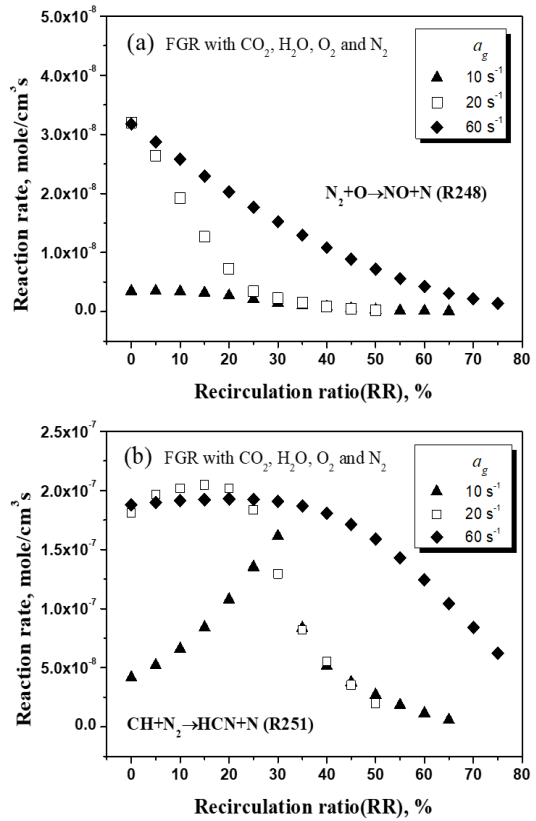 (a) FGR with CO₂, H₂O, O₂ and N₂
a_g
10 s⁻¹
20 s⁻¹
60 s⁻¹
N₂+O→NO+N (R248)
Reaction rate, mole/cm³s
5.0x10⁻⁸
4.0x10⁻⁸
3.0x10⁻⁸
2.0x10⁻⁸
1.0x10⁻⁸
0.0
0 10 20 30 40 50 60 70 80
Recirculation ratio(RR), %
(b) FGR with CO₂, H₂O, O₂ and N₂
a_g
10 s⁻¹
20 s⁻¹
60 s⁻¹
Reaction rate, mole/cm³s
2.5x10⁻⁷
2.0x10⁻⁷
1.5x10⁻⁷
1.0x10⁻⁷
5.0x10⁻⁸
0.0
CH+N₂→HCN+N (R251)
0 10 20 30 40 50 60 70 80
Recirculation ratio(RR), %